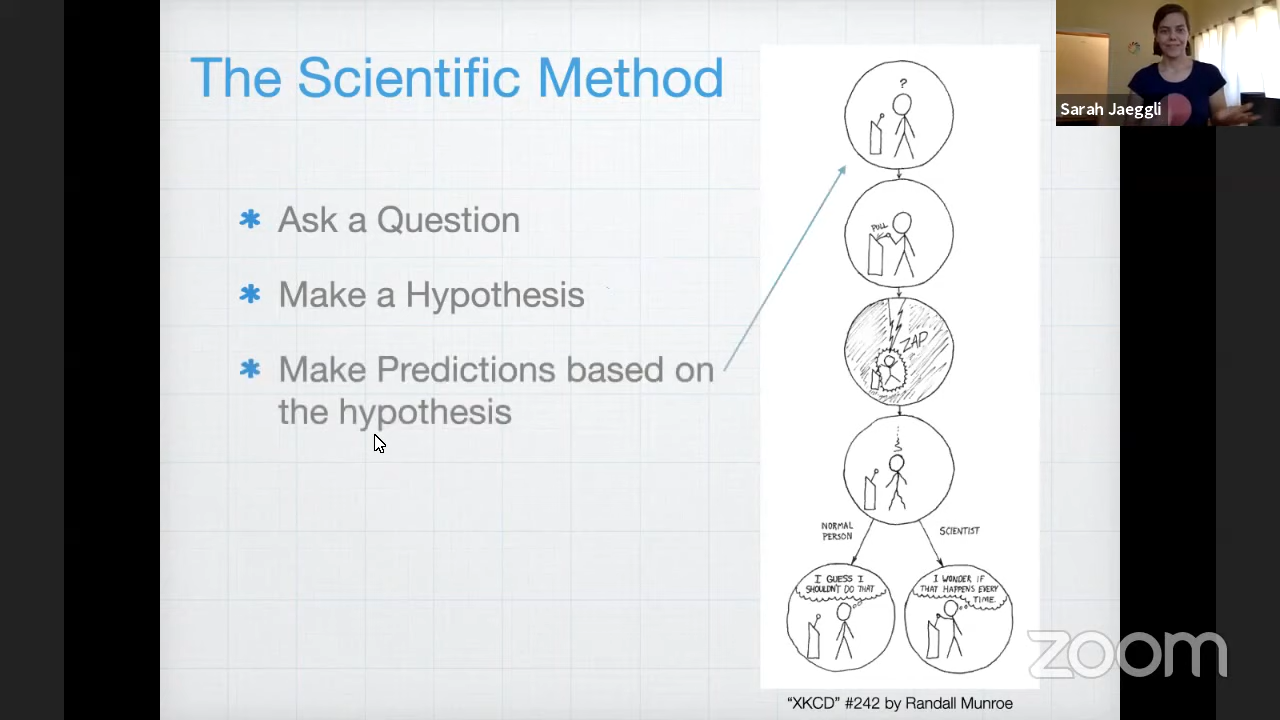 The Scientific Method
* Ask a Question
* Make a Hypothesis
* Make Predictions based on
the hypothesis
?
PULL
ZAP
NORMAL
PERSON
SCIENTIST
I GUESS I
SHOULDN'T DO THAT
I WONDER IF
THAT HAPPENS EVERY
TIME.
"XKCD" #242 by Randall Munroe
Sarah Jaeggli
zoom